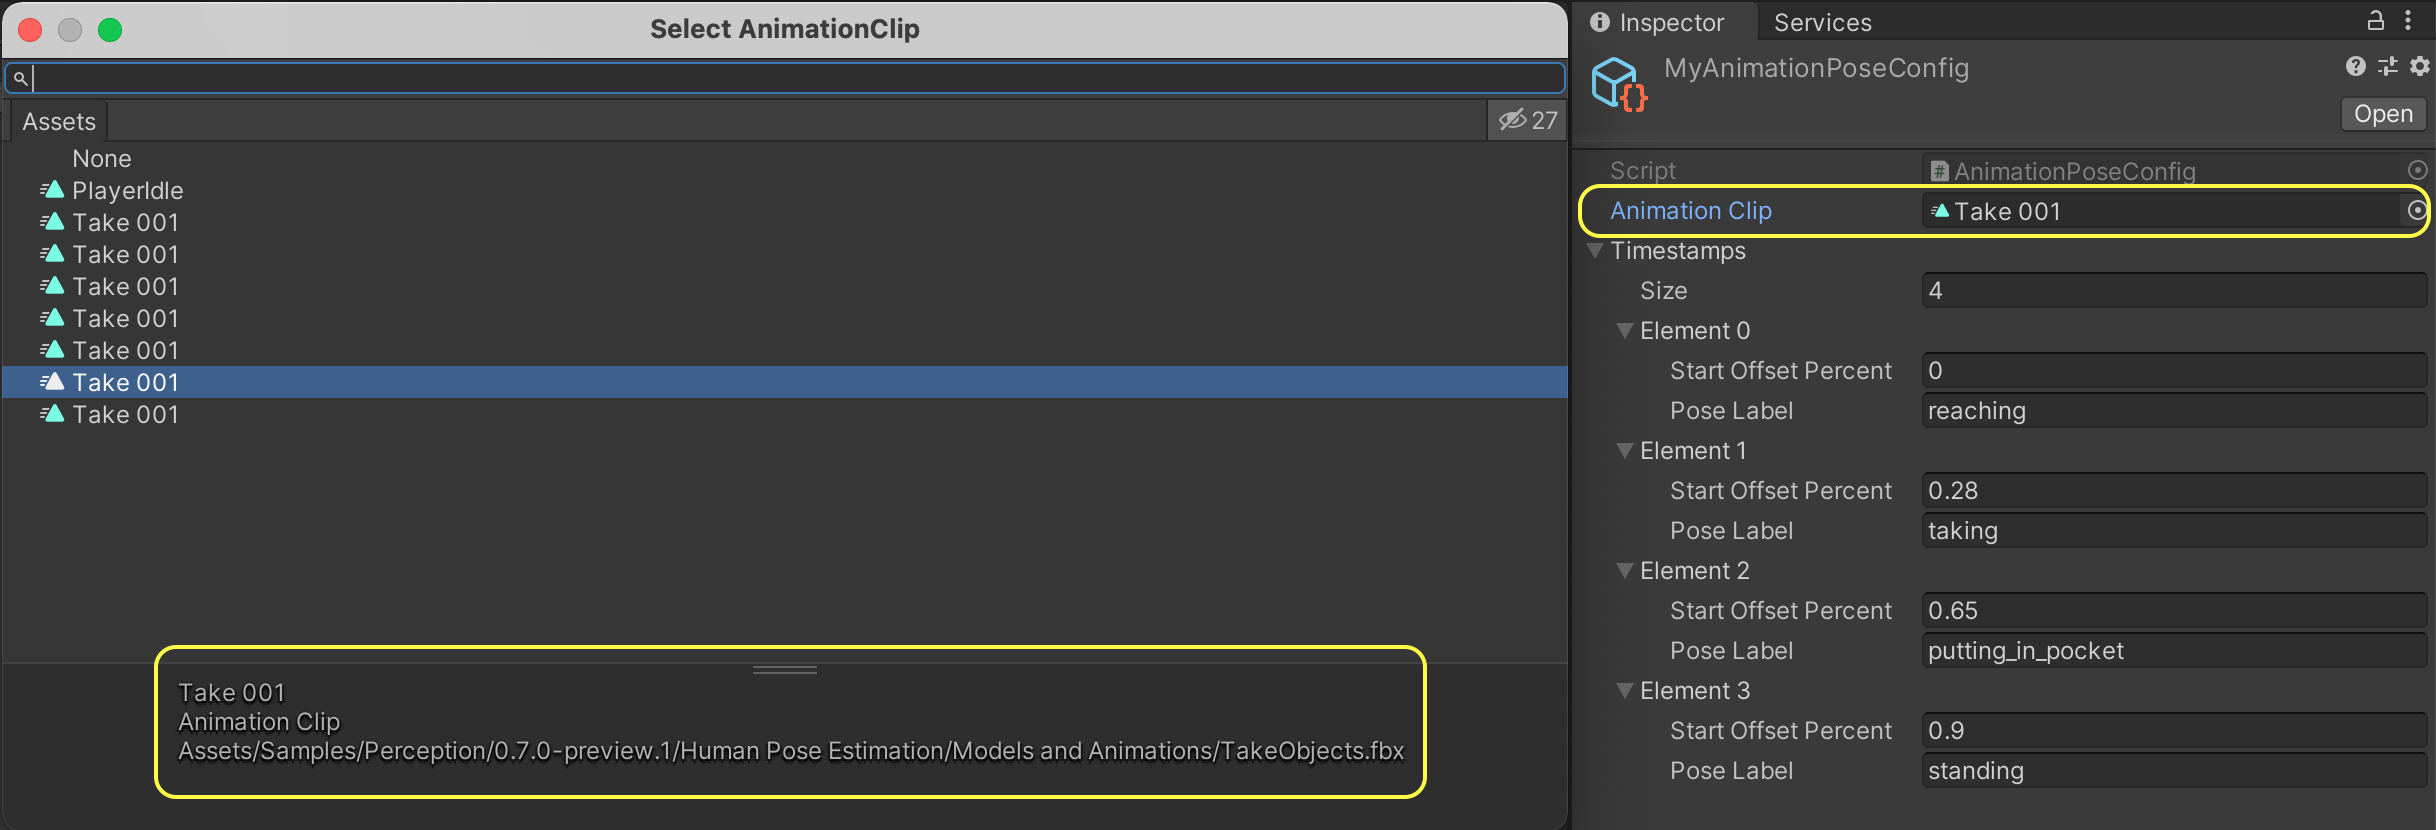 Select AnimationClip
Assets
27
None
PlayerIdle
Take 001
Take 001
Take 001
Take 001
Take 001
Take 001
Take 001
Take 001
Animation Clip
Assets/Samples/Perception/0.7.0-preview.1/Human Pose Estimation/Models and Animations/TakeObjects.fbx
Inspector Services
MyAnimationPoseConfig
Open
Script AnimationPoseConfig
Animation Clip Take 001
Timestamps
Size 4
Element 0
Start Offset Percent 0
Pose Label reaching
Element 1
Start Offset Percent 0.28
Pose Label taking
Element 2
Start Offset Percent 0.65
Pose Label putting_in_pocket
Element 3
Start Offset Percent 0.9
Pose Label standing